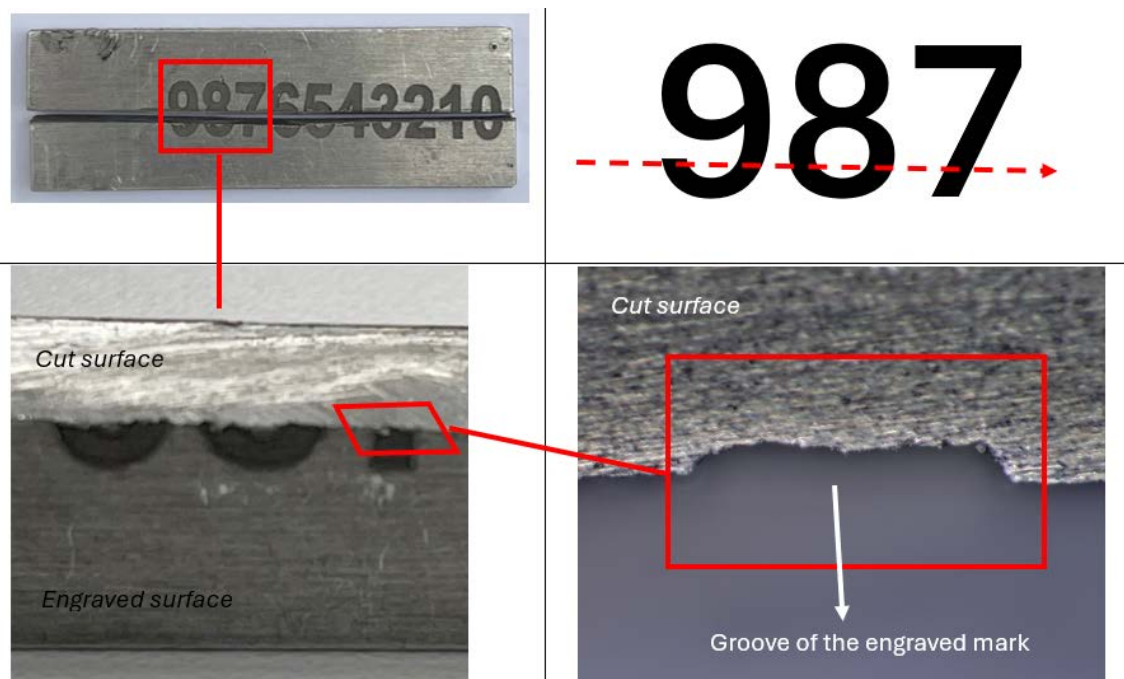 9876543210
987
Cut surface
Engraved surface
Cut surface
Groove of the engraved mark